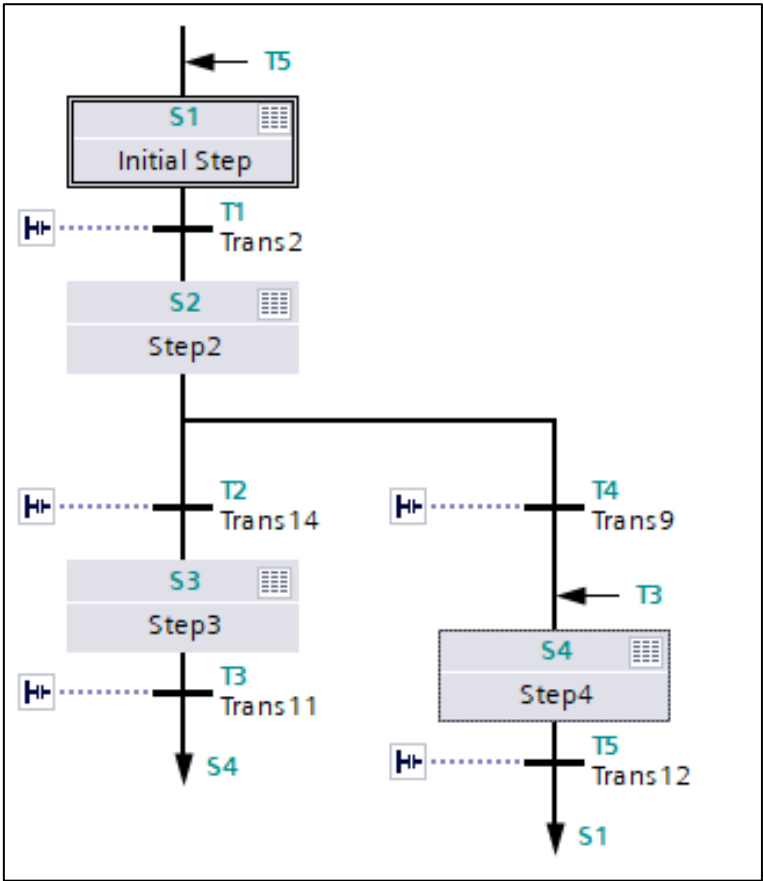 T5
S1
Initial Step
T1
Trans2
S2
Step2
T2
Trans14
T4
Trans9
S3
Step3
T3
S4
Step4
T3
Trans11
S4
T5
Trans12
S1